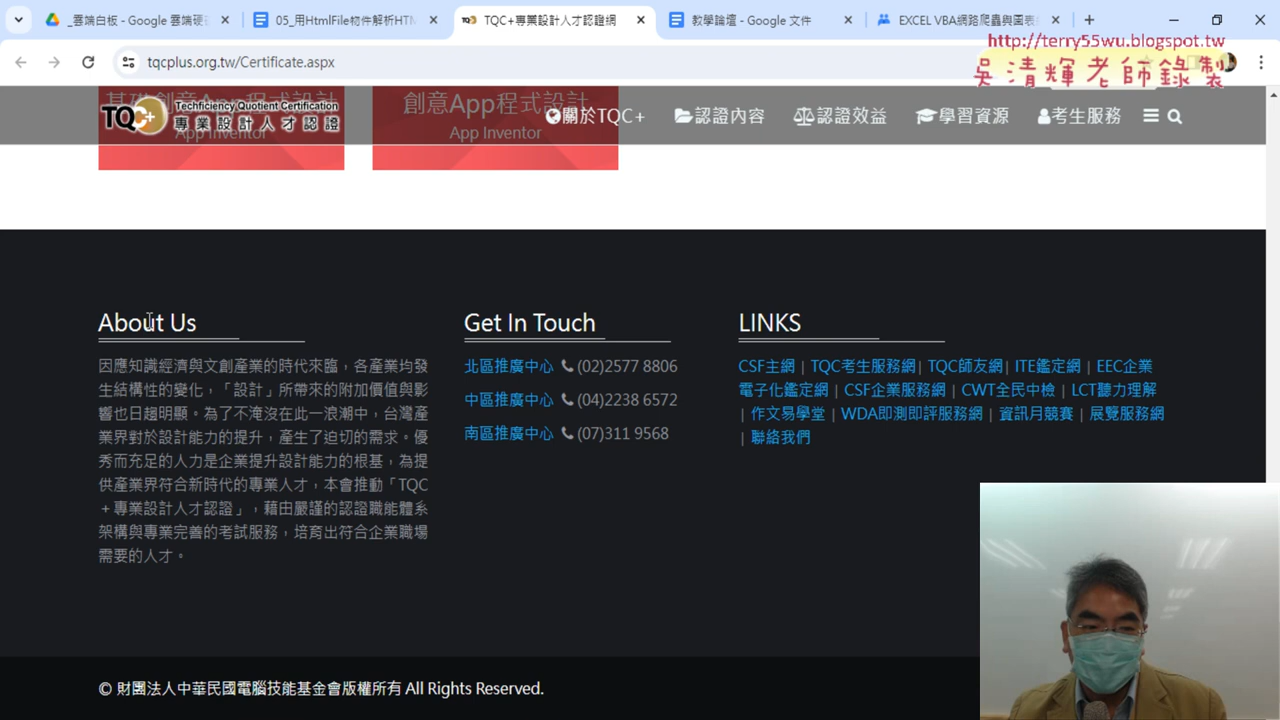 _雲端白板 - Google 雲端硬
05_用HtmlFile物件解析HTM
TQC+專業設計人才認證網
教學論壇 - Google 文件
EXCEL VBA網路爬蟲與圖表
http://terry55wu.blogspot.tw
吳清輝老師錄製
tqcplus.org.tw/Certificate.aspx
基礎創意App程式設計
App Inventor
創意App程式設計
App Inventor
TQC+
Techficiency Quotient Certification
專業設計人才認證
關於TQC+
認證內容
認證效益
學習資源
考生服務
About Us
因應知識經濟與文創產業的時代來臨，各產業均發
生結構性的變化，「設計」所帶來的附加價值與影
響也日趨明顯。為了不淹沒在此一浪潮中，台灣產
業界對於設計能力的提升，產生了迫切的需求。優
秀而充足的人力是企業提升設計能力的根基，為提
供產業界符合新時代的專業人才，本會推動「TQC
＋專業設計人才認證」，藉由嚴謹的認證職能體系
架構與專業完善的考試服務，培育出符合企業職場
需要的人才。
Get In Touch
北區推廣中心 (02)2577 8806
中區推廣中心 (04)2238 6572
南區推廣中心 (07)311 9568
LINKS
CSF主網 | TQC考生服務網| TQC師友網| ITE鑑定網 | EEC企業
電子化鑑定網 | CSF企業服務網 | CWT全民中檢 | LCT聽力理解
| 作文易學堂 | WDA即測即評服務網 | 資訊月競賽 | 展覽服務網
| 聯絡我們
© 財團法人中華民國電腦技能基金會版權所有 All Rights Reserved.